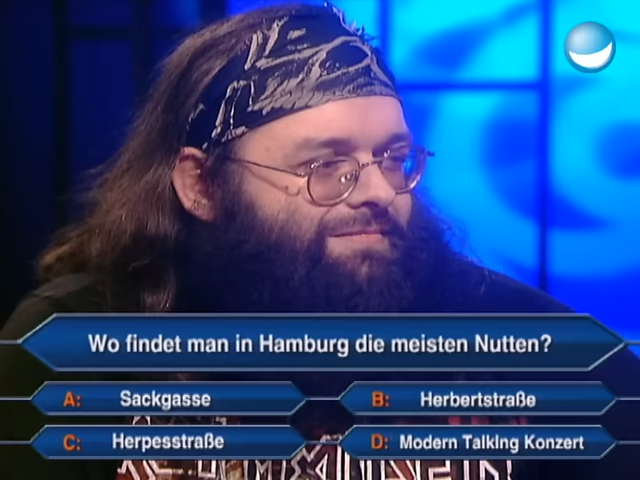 Wo findet man in Hamburg die meisten Nutten?
A: Sackgasse
B: Herbertstraße
C: Herpesstraße
D: Modern Talking Konzert